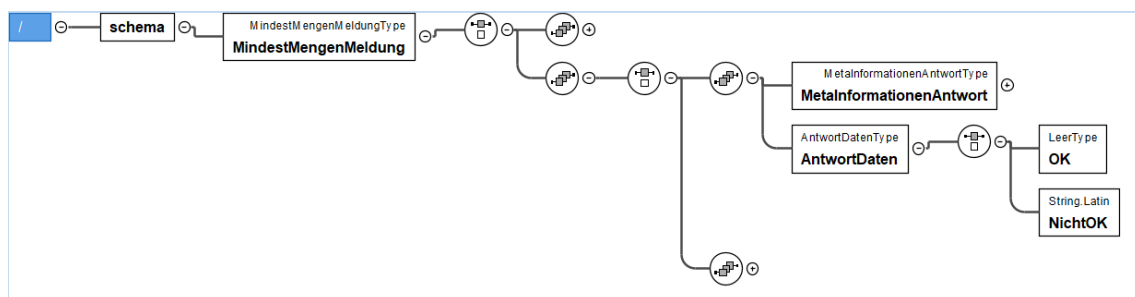 /
schema
MindestMengenMeldungType
MindestMengenMeldung
MetaInformationenAntwortType
MetaInformationenAntwort
AntwortDatenType
AntwortDaten
LeerType
OK
String.Latin
NichtOK